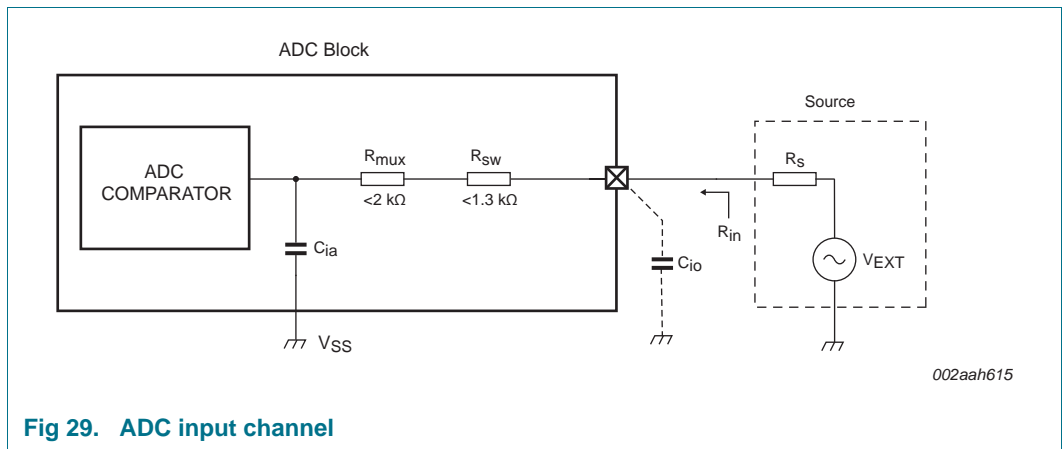 ADC Block
Source
ADC
COMPARATOR
Rmux
<2 kΩ
Rsw
<1.3 kΩ
Rs
Rin
Cia
Cio
VEXT
VSS
002aah615
Fig 29. ADC input channel